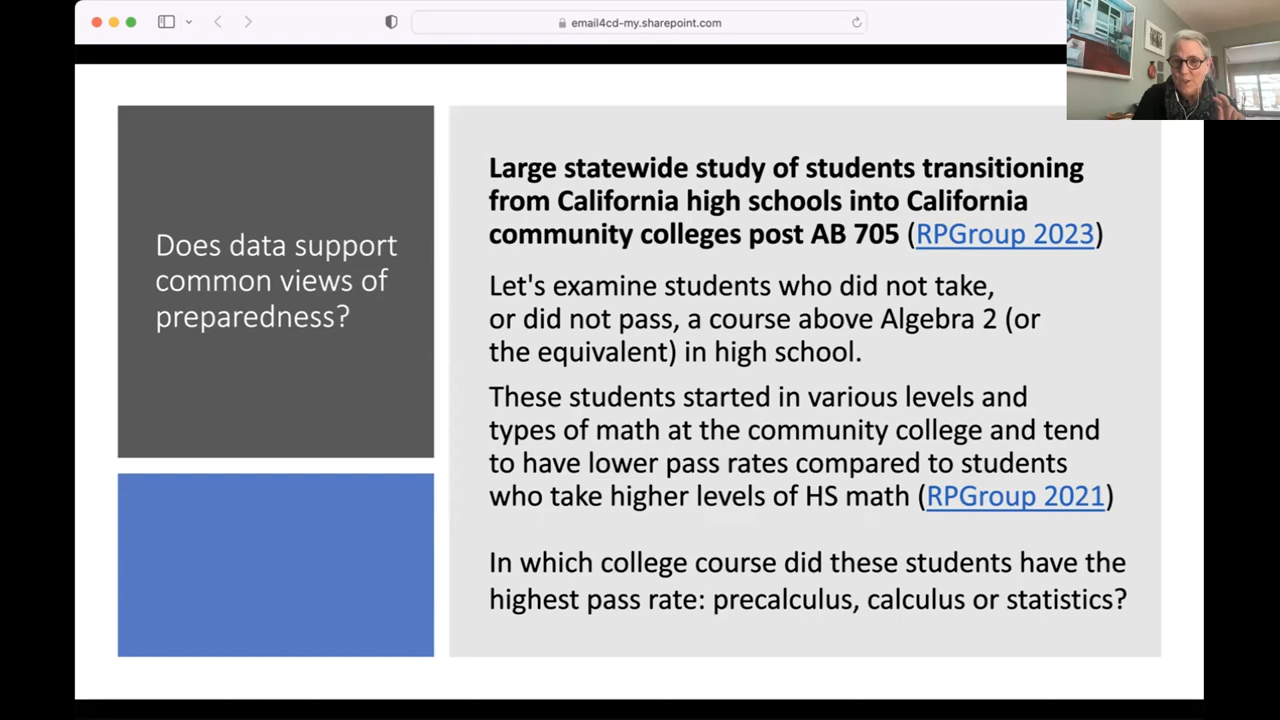 email4cd-my.sharepoint.com
Does data support
common views of
preparedness?
Large statewide study of students transitioning
from California high schools into California
community colleges post AB 705 (RPGroup 2023)
Let's examine students who did not take,
or did not pass, a course above Algebra 2 (or
the equivalent) in high school.
These students started in various levels and
types of math at the community college and tend
to have lower pass rates compared to students
who take higher levels of HS math (RPGroup 2021)
In which college course did these students have the
highest pass rate: precalculus, calculus or statistics?